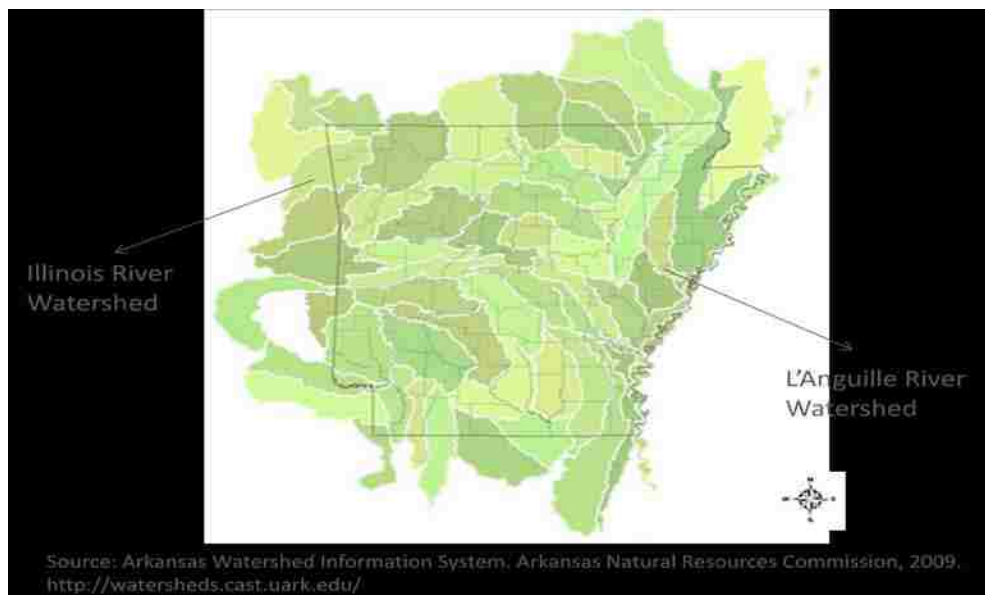 Illinois River
Watershed
L'Anguille River
Watershed
N
Source: Arkansas Watershed Information System. Arkansas Natural Resources Commission, 2009.
http://watersheds.cast.uark.edu/